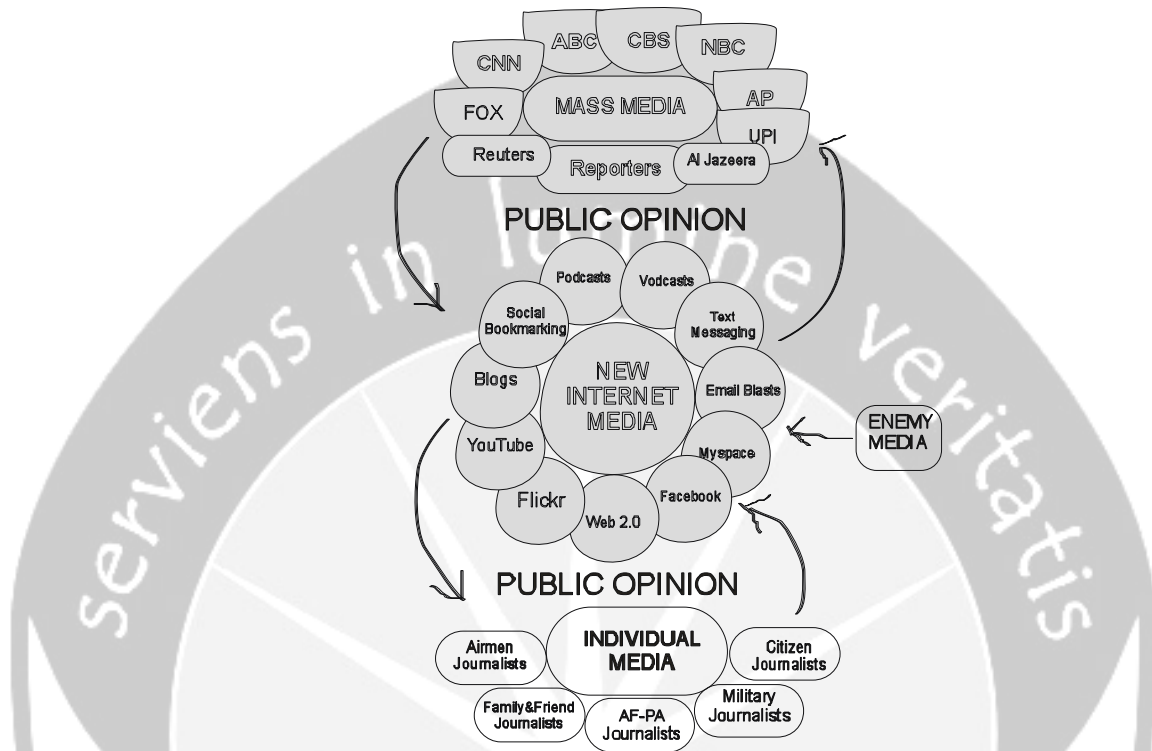 ABC
CBS
NBC
CNN
AP
FOX
MASS MEDIA
UPI
Reuters
Reporters
Al Jazeera
PUBLIC OPINION
serviens in lumine veritatis
Podcasts
Vodcasts
Social
Bookmarking
Text
Messaging
Blogs
NEW
INTERNET
MEDIA
Email Blasts
ENEMY
MEDIA
YouTube
Myspace
Flickr
Facebook
Web 2.0
PUBLIC OPINION
INDIVIDUAL
MEDIA
Airmen
Journalists
Citizen
Journalists
Family&Friend
Journalists
AF-PA
Journalists
Military
Journalists